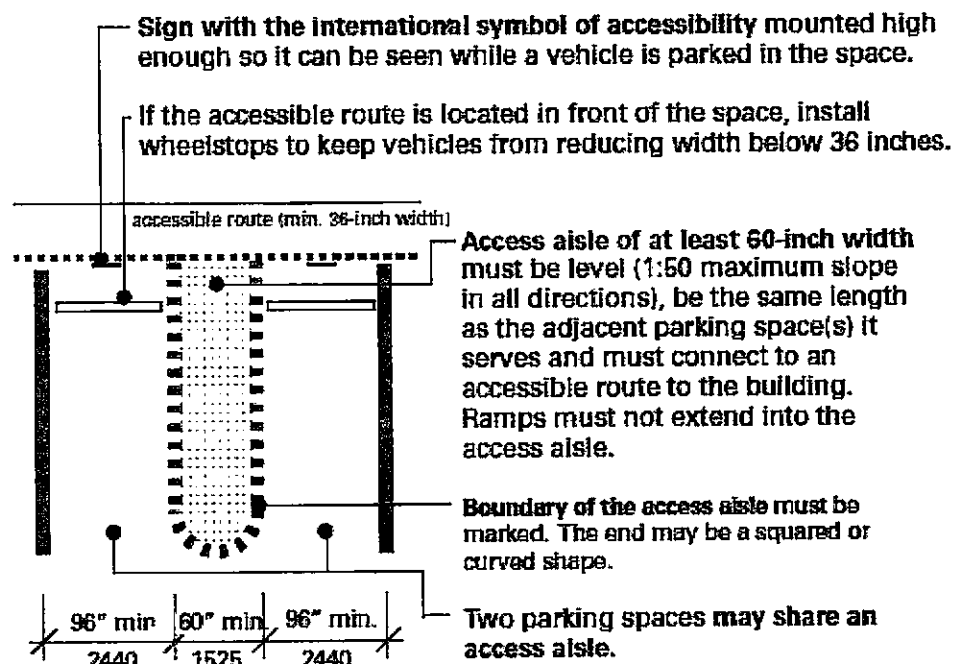 Sign with the international symbol of accessibility mounted high
enough so it can be seen while a vehicle is parked in the space.
If the accessible route is located in front of the space, install
wheelstops to keep vehicles from reducing width below 36 inches.
accessible route (min. 36-inch width)
Access aisle of at least 60-inch width
must be level (1:50 maximum slope
in all directions), be the same length
as the adjacent parking space(s) it
serves and must connect to an
accessible route to the building.
Ramps must not extend into the
access aisle.
Boundary of the access aisle must be
marked. The end may be a squared or
curved shape.
Two parking spaces may share an
access aisle.
96" min 60" min. 96" min.
2440 1525 2440